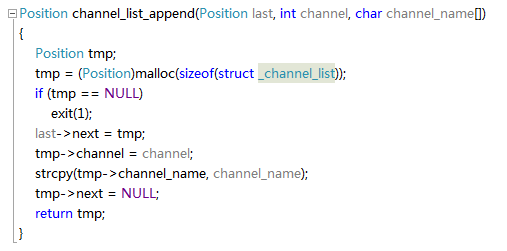 Position channel_list_append(Position last, int channel, char channel_name[])
{
    Position tmp;
    tmp = (Position)malloc(sizeof(struct _channel_list));
    if (tmp == NULL)
        exit(1);
    last->next = tmp;
    tmp->channel = channel;
    strcpy(tmp->channel_name, channel_name);
    tmp->next = NULL;
    return tmp;
}